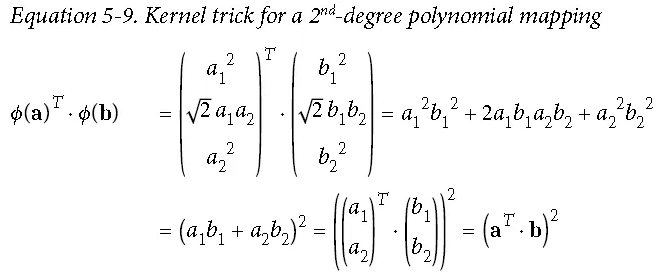 Equation 5-9. Kernel trick for a 2nd-degree polynomial mapping
ϕ(a)ᵀ · ϕ(b) = (a₁² √2 a₁a₂ a₂²)ᵀ · (b₁² √2 b₁b₂ b₂²) = a₁²b₁² + 2a₁b₁a₂b₂ + a₂²b₂²
= (a₁b₁ + a₂b₂)² = ((a₁ a₂)ᵀ · (b₁ b₂))² = (aᵀ · b)²